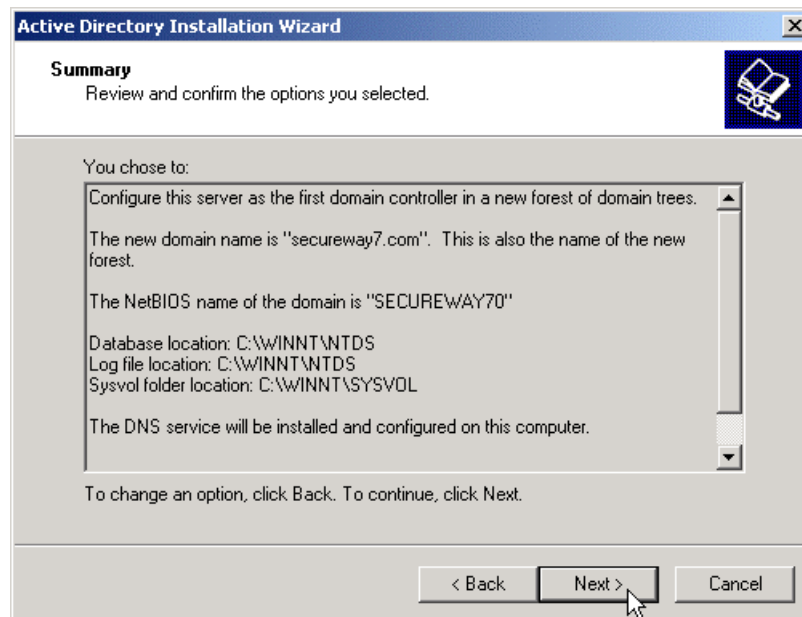 Active Directory Installation Wizard
Summary
Review and confirm the options you selected.
You chose to:
Configure this server as the first domain controller in a new forest of domain trees.
The new domain name is "secureway7.com".  This is also the name of the new
forest.
The NetBIOS name of the domain is "SECUREWAY70"
Database location: C:\WINNT\NTDS
Log file location: C:\WINNT\NTDS
Sysvol folder location: C:\WINNT\SYSVOL
The DNS service will be installed and configured on this computer.
To change an option, click Back. To continue, click Next.
< Back
Next >
Cancel